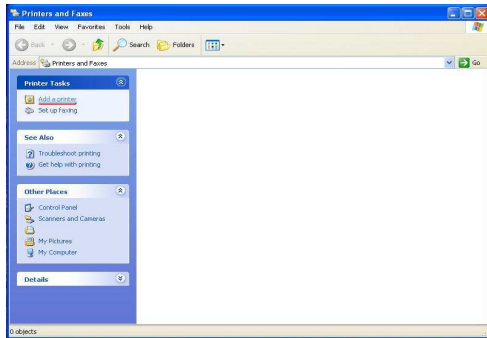 Printers and Faxes
File Edit View Favorites Tools Help
Back Search Folders
Address Printers and Faxes Go
Printer Tasks
Add a printer
Set up faxing
See Also
Troubleshoot printing
Get help with printing
Other Places
Control Panel
Scanners and Cameras
My Pictures
My Computer
Details
0 objects